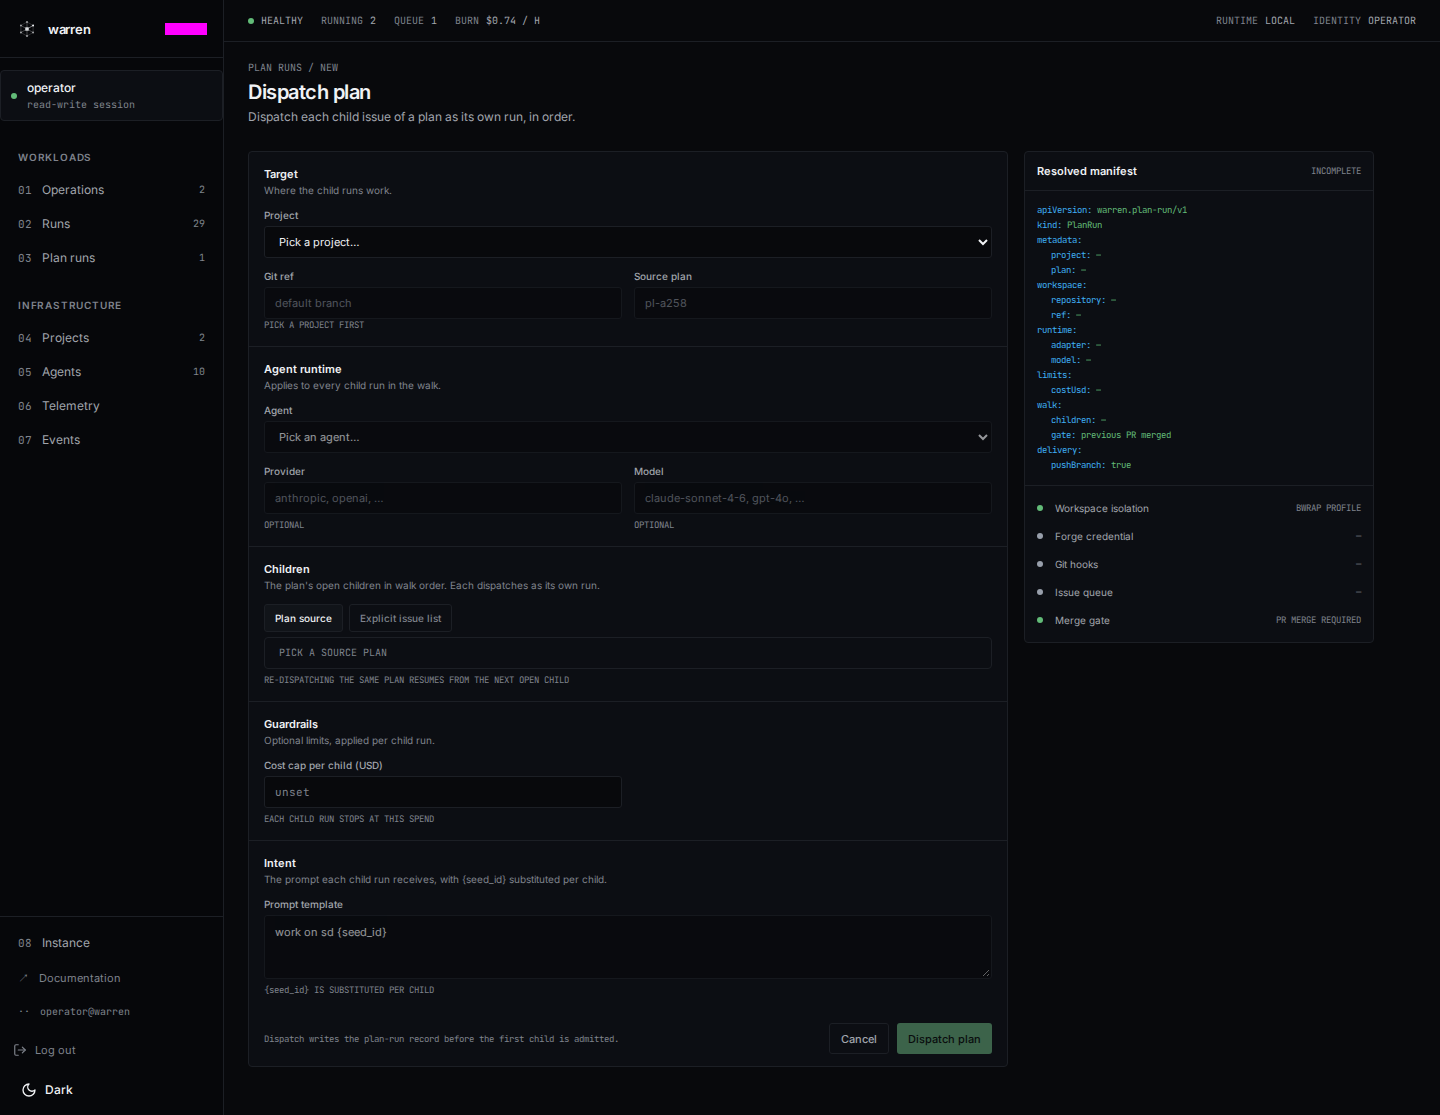 warren
operator
read-write session
WORKLOADS
01 Operations 2
02 Runs 29
03 Plan runs 1
INFRASTRUCTURE
04 Projects 2
05 Agents 10
06 Telemetry
07 Events
08 Instance
Documentation
operator@warren
Log out
Dark
HEALTHY RUNNING 2 QUEUE 1 BURN $0.74 / H
RUNTIME LOCAL IDENTITY OPERATOR
PLAN RUNS / NEW
Dispatch plan
Dispatch each child issue of a plan as its own run, in order.
Target
Where the child runs work.
Project
Pick a project...
Git ref Source plan
default branch pl-a258
PICK A PROJECT FIRST
Agent runtime
Applies to every child run in the walk.
Agent
Pick an agent...
Provider Model
anthropic, openai, ... claude-sonnet-4-6, gpt-4o, ...
OPTIONAL OPTIONAL
Children
The plan's open children in walk order. Each dispatches as its own run.
Plan source Explicit issue list
PICK A SOURCE PLAN
RE-DISPATCHING THE SAME PLAN RESUMES FROM THE NEXT OPEN CHILD
Guardrails
Optional limits, applied per child run.
Cost cap per child (USD)
unset
EACH CHILD RUN STOPS AT THIS SPEND
Intent
The prompt each child run receives, with {seed_id} substituted per child.
Prompt template
work on sd {seed_id}
{seed_id} IS SUBSTITUTED PER CHILD
Dispatch writes the plan-run record before the first child is admitted.
Cancel Dispatch plan
Resolved manifest INCOMPLETE
apiVersion: warren.plan-run/v1
kind: PlanRun
metadata:
project: —
plan: —
workspace:
repository: —
ref: —
runtime:
adapter: —
model: —
limits:
costUsd: —
walk:
children: —
gate: previous PR merged
delivery:
pushBranch: true
Workspace isolation BWRAP PROFILE
Forge credential —
Git hooks —
Issue queue —
Merge gate PR MERGE REQUIRED